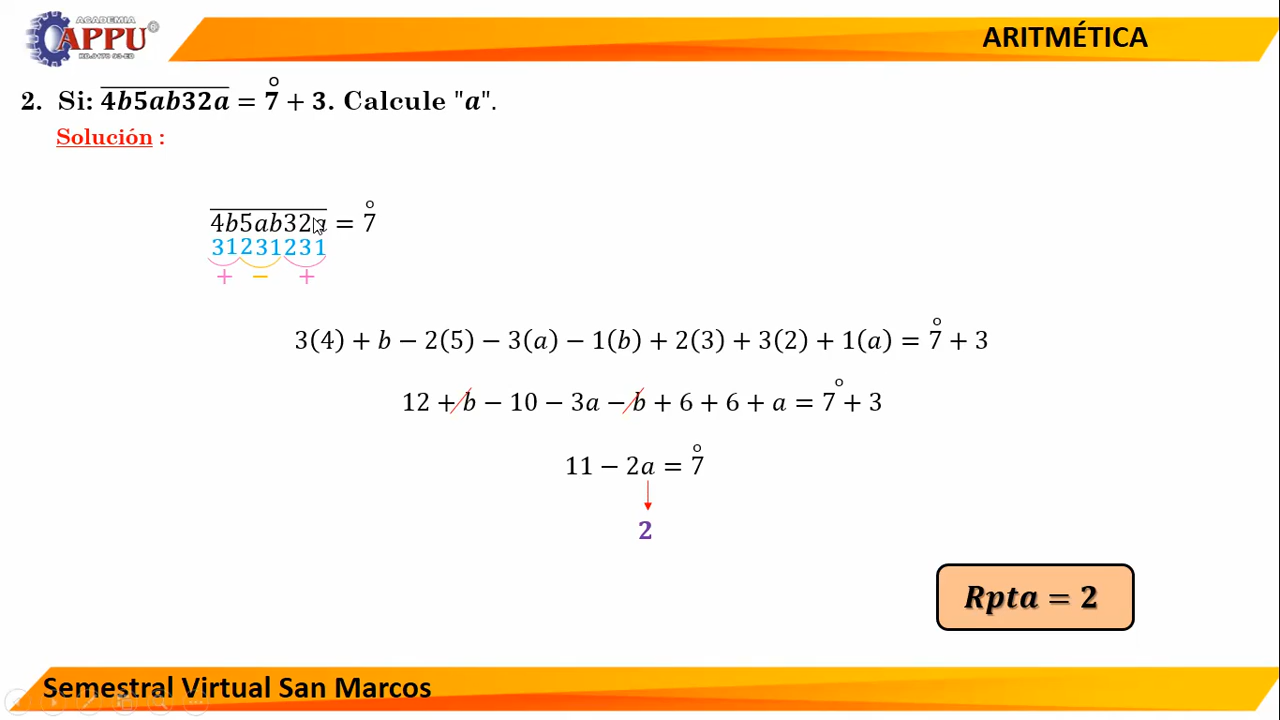 ACADEMIA
APPU
ARITMÉTICA
2. Si: 4b5ab32a = 7̊ + 3. Calcule "a".
Solución :
4b5ab32a = 7̊
31231231
+ − +
3(4) + b − 2(5) − 3(a) − 1(b) + 2(3) + 3(2) + 1(a) = 7̊ + 3
12 + b − 10 − 3a − b + 6 + 6 + a = 7̊ + 3
11 − 2a = 7̊
2
Rpta = 2
Semestral Virtual San Marcos